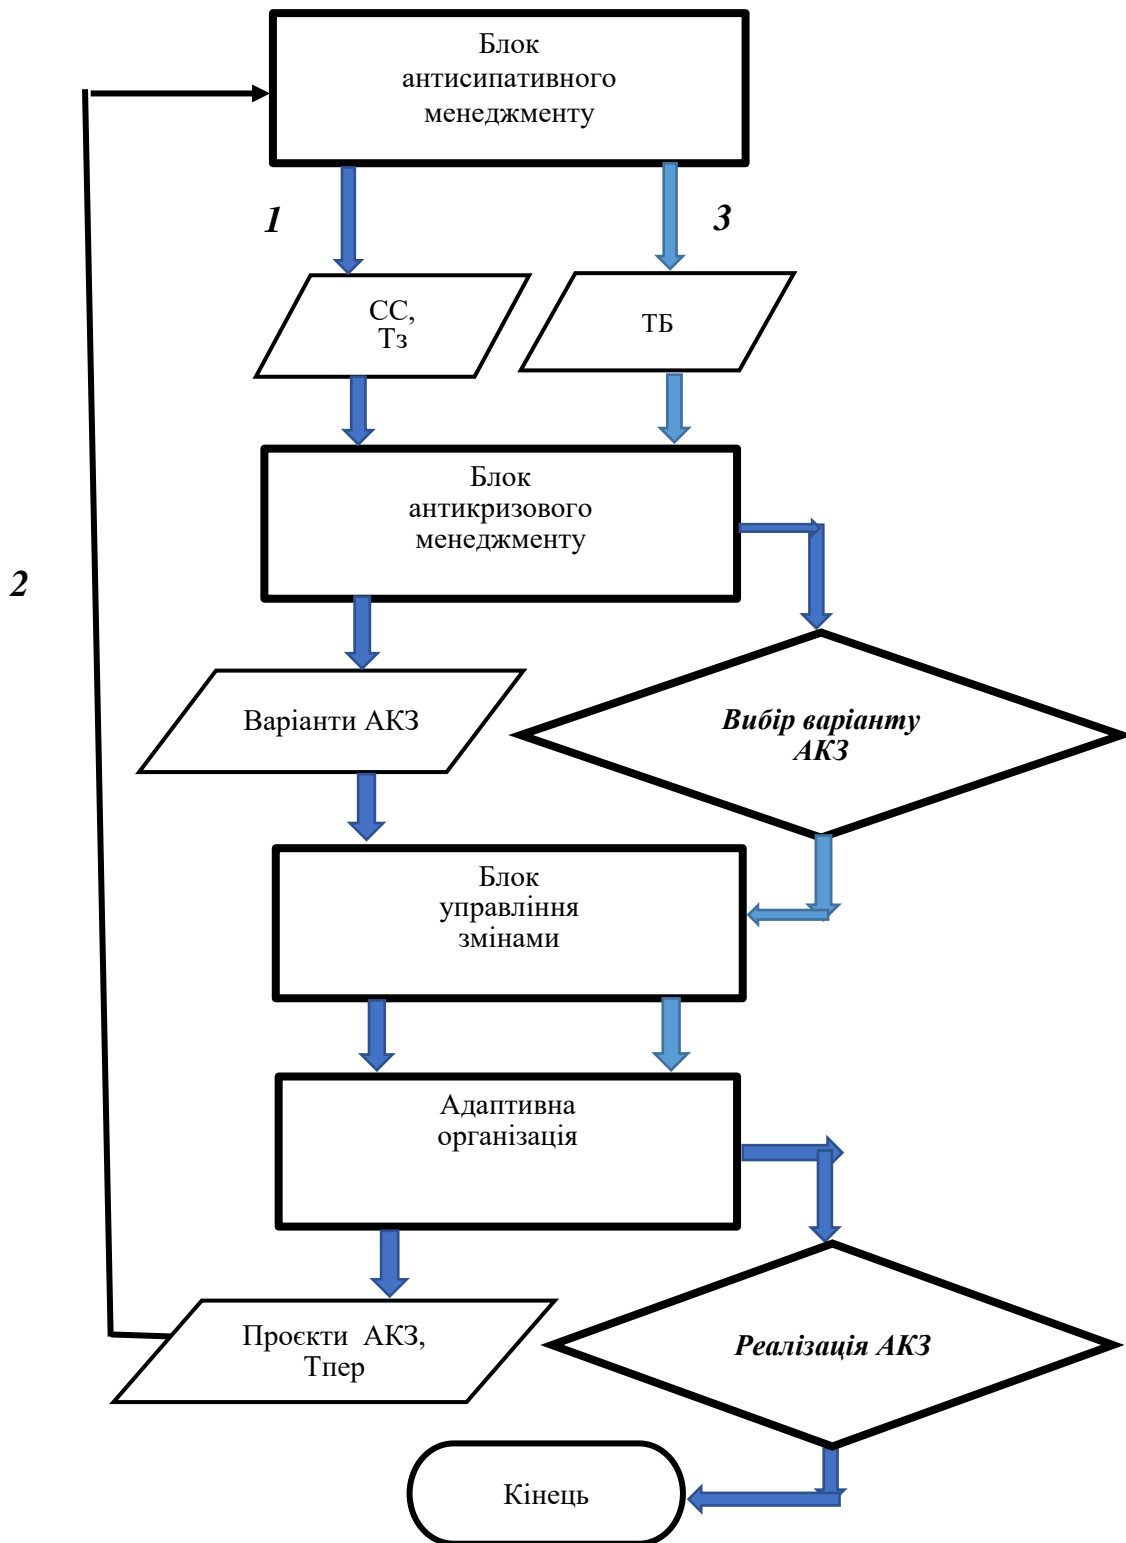 Блок
антисипативного
менеджменту
1
3
СС,
Тз
ТБ
Блок
антикризового
менеджменту
2
Варіанти АКЗ
Вибір варіанту
АКЗ
Блок
управління
змінами
Адаптивна
організація
Проєкти АКЗ,
Тпер
Реалізація АКЗ
Кінець